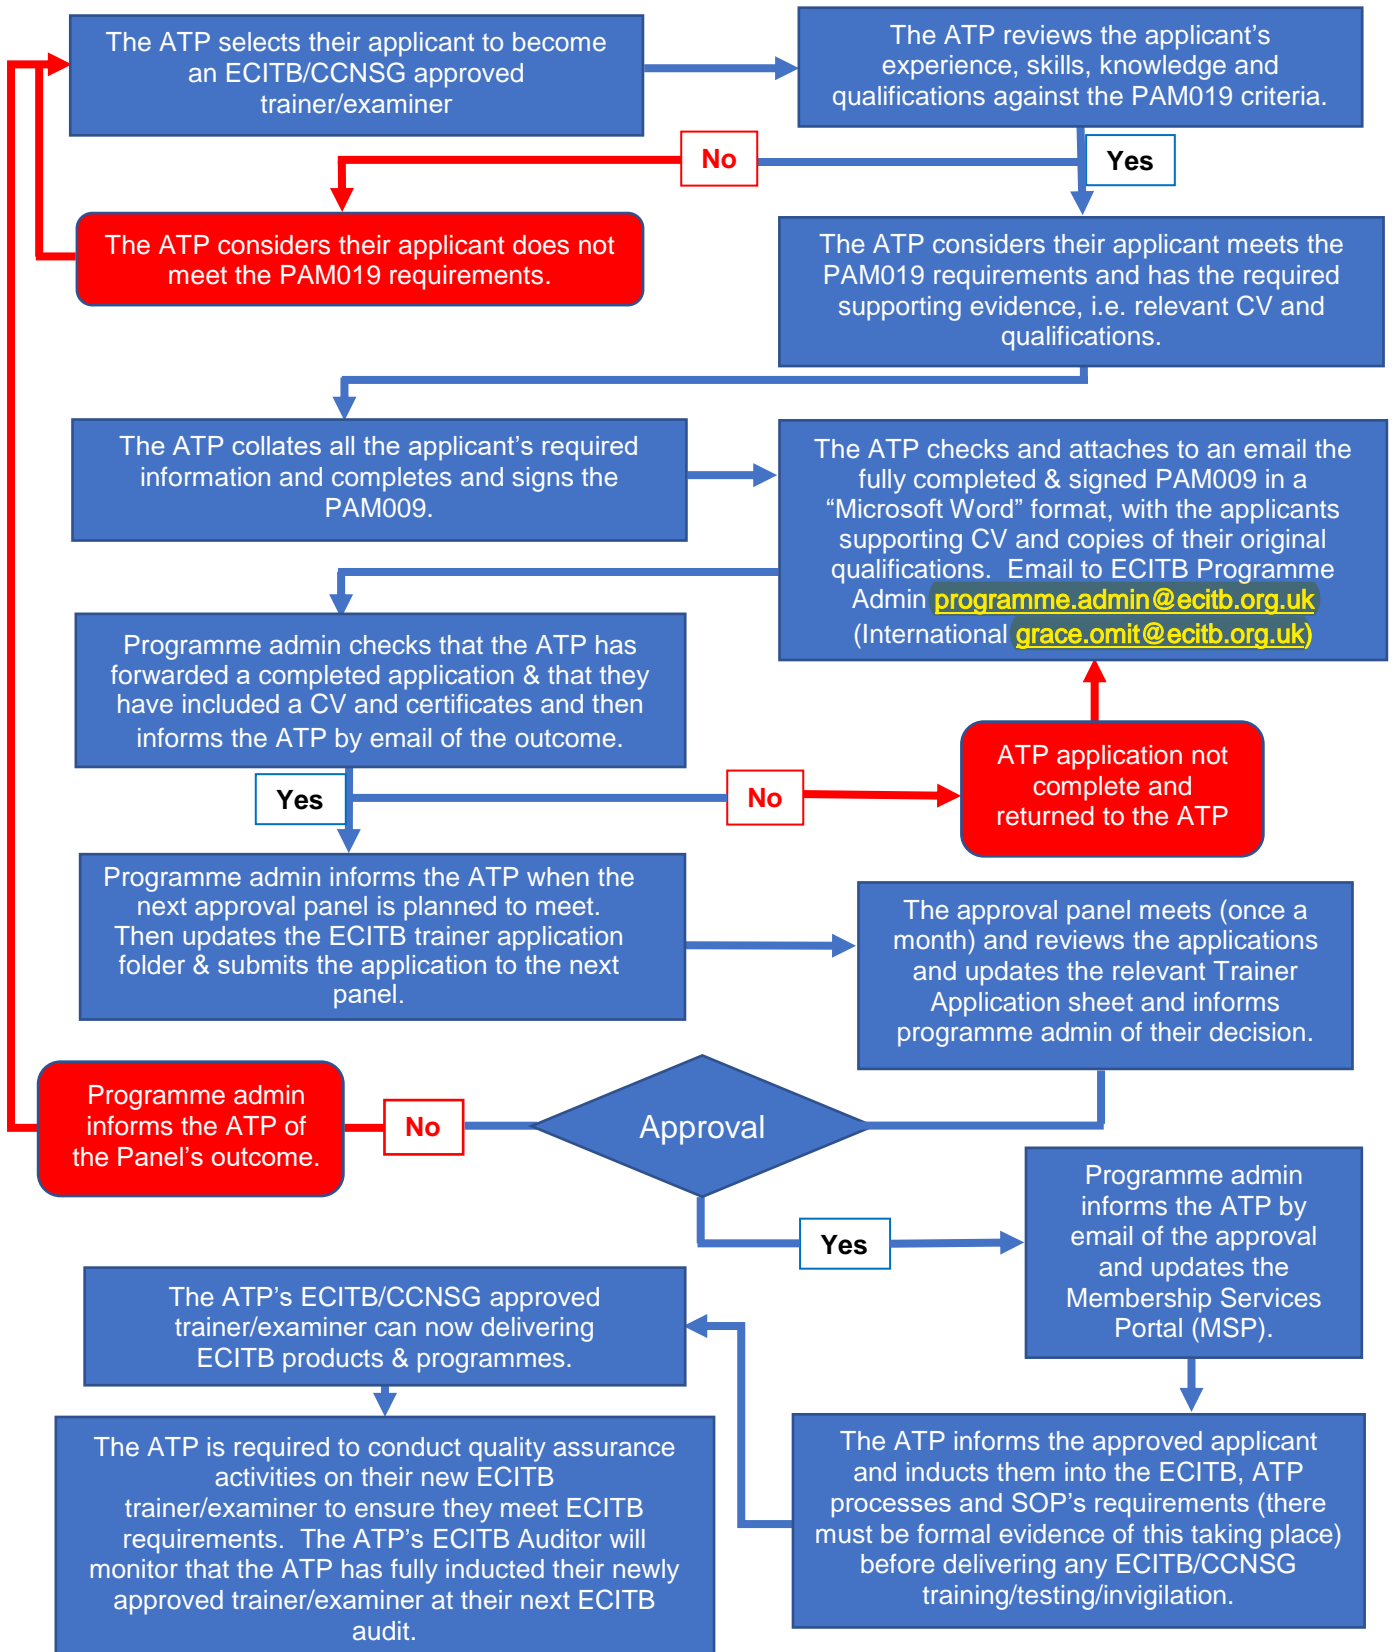 The ATP selects their applicant to become
an ECITB/CCNSG approved
trainer/examiner
The ATP reviews the applicant's
experience, skills, knowledge and
qualifications against the PAM019 criteria.
No
Yes
The ATP considers their applicant does not
meet the PAM019 requirements.
The ATP considers their applicant meets the
PAM019 requirements and has the required
supporting evidence, i.e. relevant CV and
qualifications.
The ATP collates all the applicant's required
information and completes and signs the
PAM009.
The ATP checks and attaches to an email the
fully completed & signed PAM009 in a
“Microsoft Word” format, with the applicants
supporting CV and copies of their original
qualifications.  Email to ECITB Programme
Admin programme.admin@ecitb.org.uk
(International grace.omit@ecitb.org.uk)
Programme admin checks that the ATP has
forwarded a completed application & that they
have included a CV and certificates and then
informs the ATP by email of the outcome.
Yes
No
ATP application not
complete and
returned to the ATP
Programme admin informs the ATP when the
next approval panel is planned to meet.
Then updates the ECITB trainer application
folder & submits the application to the next
panel.
The approval panel meets (once a
month) and reviews the applications
and updates the relevant Trainer
Application sheet and informs
programme admin of their decision.
Programme admin
informs the ATP of
the Panel's outcome.
No
Approval
Yes
Programme admin
informs the ATP by
email of the approval
and updates the
Membership Services
Portal (MSP).
The ATP's ECITB/CCNSG approved
trainer/examiner can now delivering
ECITB products & programmes.
The ATP is required to conduct quality assurance
activities on their new ECITB
trainer/examiner to ensure they meet ECITB
requirements.  The ATP's ECITB Auditor will
monitor that the ATP has fully inducted their newly
approved trainer/examiner at their next ECITB
audit.
The ATP informs the approved applicant
and inducts them into the ECITB, ATP
processes and SOP's requirements (there
must be formal evidence of this taking place)
before delivering any ECITB/CCNSG
training/testing/invigilation.